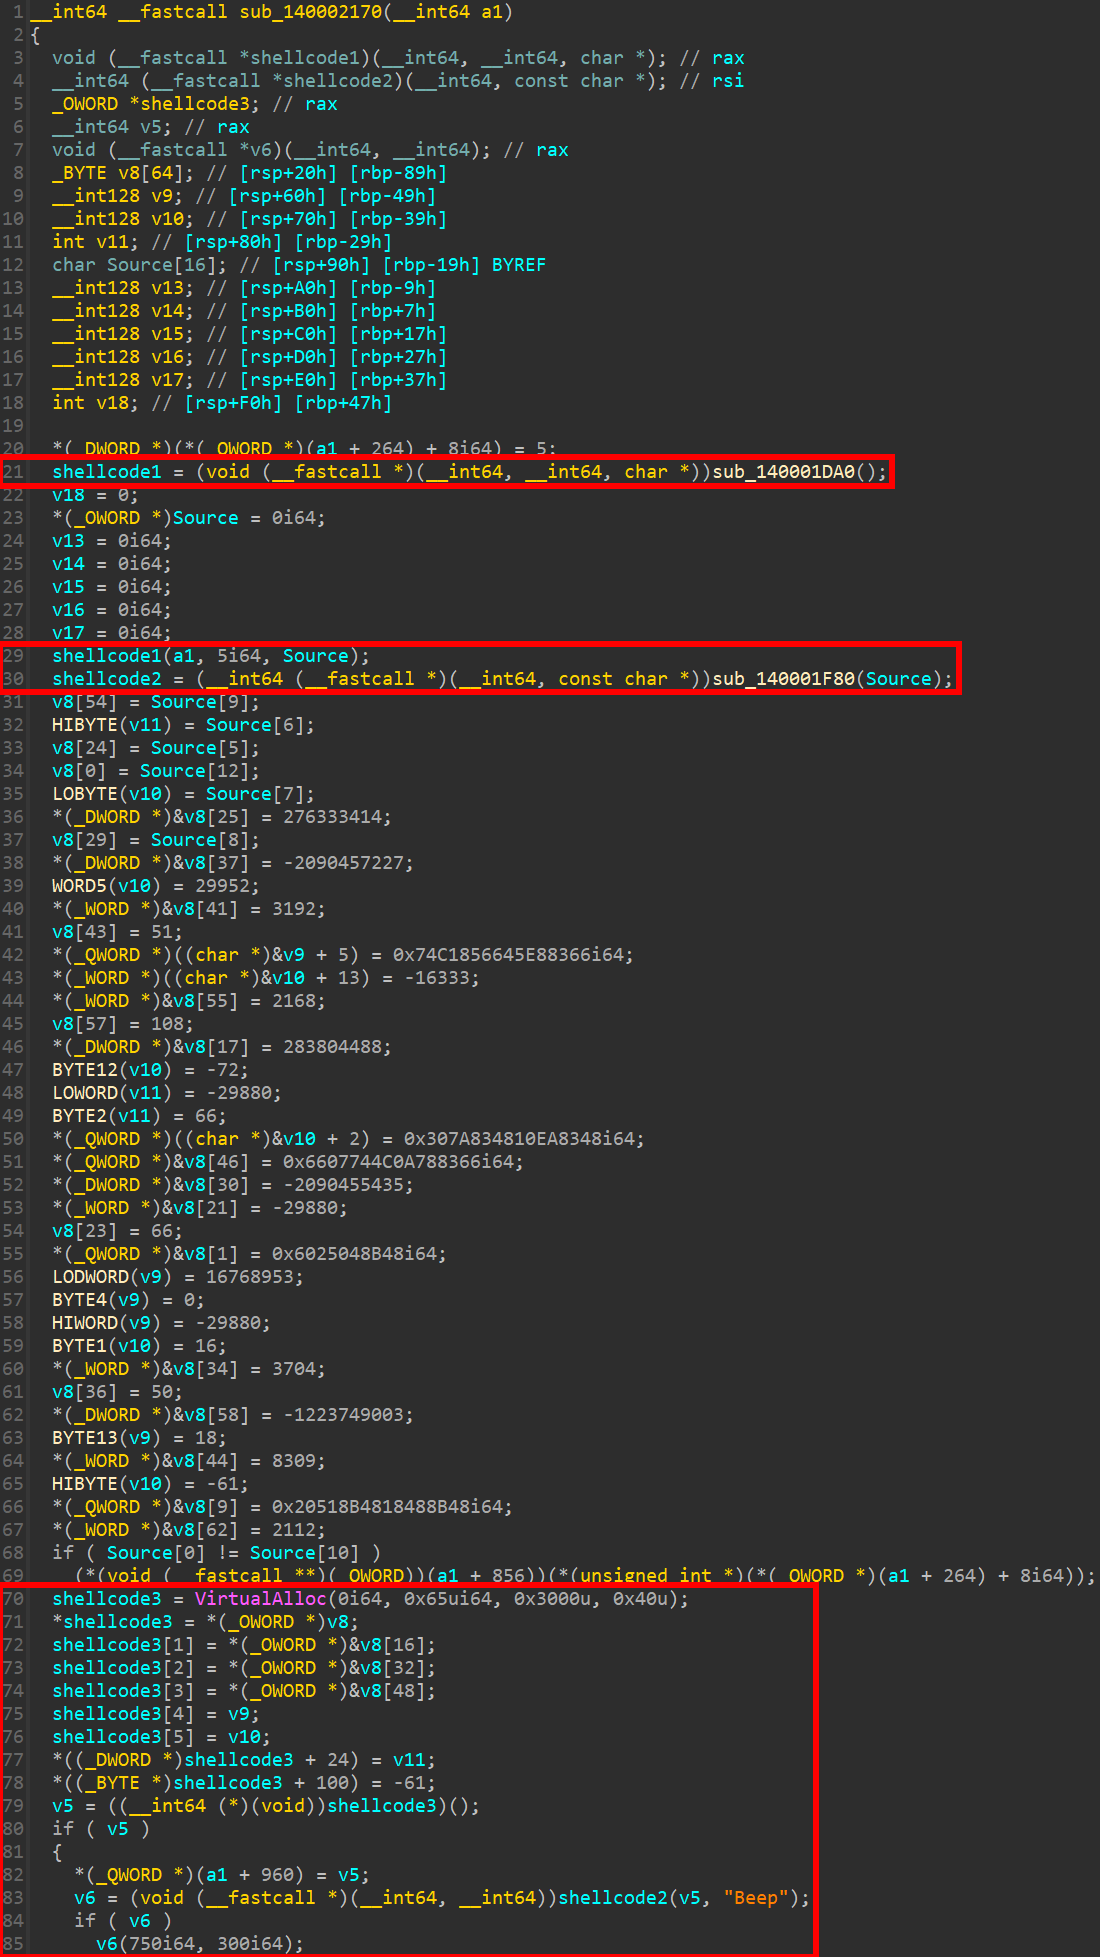 1 __int64 __fastcall sub_140002170(__int64 a1)
2 {
3 void (__fastcall *shellcode1)(__int64, __int64, char *); // rax
4 __int64 (__fastcall *shellcode2)(__int64, const char *); // rsi
5 _OWORD *shellcode3; // rax
6 __int64 v5; // rax
7 void (__fastcall *v6)(__int64, __int64); // rax
8 _BYTE v8[64]; // [rsp+20h] [rbp-89h]
9 __int128 v9; // [rsp+60h] [rbp-49h]
10 __int128 v10; // [rsp+70h] [rbp-39h]
11 int v11; // [rsp+80h] [rbp-29h]
12 char Source[16]; // [rsp+90h] [rbp-19h] BYREF
13 __int128 v13; // [rsp+A0h] [rbp-9h]
14 __int128 v14; // [rsp+B0h] [rbp+7h]
15 __int128 v15; // [rsp+C0h] [rbp+17h]
16 __int128 v16; // [rsp+D0h] [rbp+27h]
17 __int128 v17; // [rsp+E0h] [rbp+37h]
18 int v18; // [rsp+F0h] [rbp+47h]
19
20 *(_DWORD *)(*(_QWORD *)(a1 + 264) + 8i64) = 5;
21 shellcode1 = (void (__fastcall *)(__int64, __int64, char *))sub_140001DA0();
22 v18 = 0;
23 *(_OWORD *)Source = 0i64;
24 v13 = 0i64;
25 v14 = 0i64;
26 v15 = 0i64;
27 v16 = 0i64;
28 v17 = 0i64;
29 shellcode1(a1, 5i64, Source);
30 shellcode2 = (__int64 (__fastcall *)(__int64, const char *))sub_140001F80(Source);
31 v8[54] = Source[9];
32 HIBYTE(v11) = Source[6];
33 v8[24] = Source[5];
34 v8[0] = Source[12];
35 LOBYTE(v10) = Source[7];
36 *(_DWORD *)&v8[25] = 276333414;
37 v8[29] = Source[8];
38 *(_DWORD *)&v8[37] = -2090457227;
39 WORD5(v10) = 29952;
40 *(_WORD *)&v8[41] = 3192;
41 v8[43] = 51;
42 *(_QWORD *)((char *)&v9 + 5) = 0x74C1856645E88366i64;
43 *(_WORD *)((char *)&v10 + 13) = -16333;
44 *(_WORD *)&v8[55] = 2168;
45 v8[57] = 108;
46 *(_DWORD *)&v8[17] = 283804488;
47 BYTE12(v10) = -72;
48 LOWORD(v11) = -29880;
49 BYTE2(v11) = 66;
50 *(_QWORD *)((char *)&v10 + 2) = 0x307A834810EA8348i64;
51 *(_QWORD *)&v8[46] = 0x6607744C0A788366i64;
52 *(_DWORD *)&v8[30] = -2090455435;
53 *(_WORD *)&v8[21] = -29880;
54 v8[23] = 66;
55 *(_QWORD *)&v8[1] = 0x6025048B48i64;
56 LODWORD(v9) = 16768953;
57 BYTE4(v9) = 0;
58 HIWORD(v9) = -29880;
59 BYTE1(v10) = 16;
60 *(_WORD *)&v8[34] = 3704;
61 v8[36] = 50;
62 *(_DWORD *)&v8[58] = -1223749003;
63 BYTE13(v9) = 18;
64 *(_WORD *)&v8[44] = 8309;
65 HIBYTE(v10) = -61;
66 *(_QWORD *)&v8[9] = 0x20518B4818488B48i64;
67 *(_WORD *)&v8[62] = 2112;
68 if ( Source[0] != Source[10] )
69 (*(void (__fastcall **)(_QWORD))(a1 + 856))(*(unsigned int *)(*(_QWORD *)(a1 + 264) + 8i64));
70 shellcode3 = VirtualAlloc(0i64, 0x65ui64, 0x3000u, 0x40u);
71 *shellcode3 = *(_OWORD *)v8;
72 shellcode3[1] = *(_OWORD *)&v8[16];
73 shellcode3[2] = *(_OWORD *)&v8[32];
74 shellcode3[3] = *(_OWORD *)&v8[48];
75 shellcode3[4] = v9;
76 shellcode3[5] = v10;
77 *((_DWORD *)shellcode3 + 24) = v11;
78 *((_BYTE *)shellcode3 + 100) = -61;
79 v5 = ((__int64 (*)(void))shellcode3)();
80 if ( v5 )
81 {
82 *(_QWORD *)(a1 + 960) = v5;
83 v6 = (void (__fastcall *)(__int64, __int64))shellcode2(v5, "Beep");
84 if ( v6 )
85 v6(750i64, 300i64);